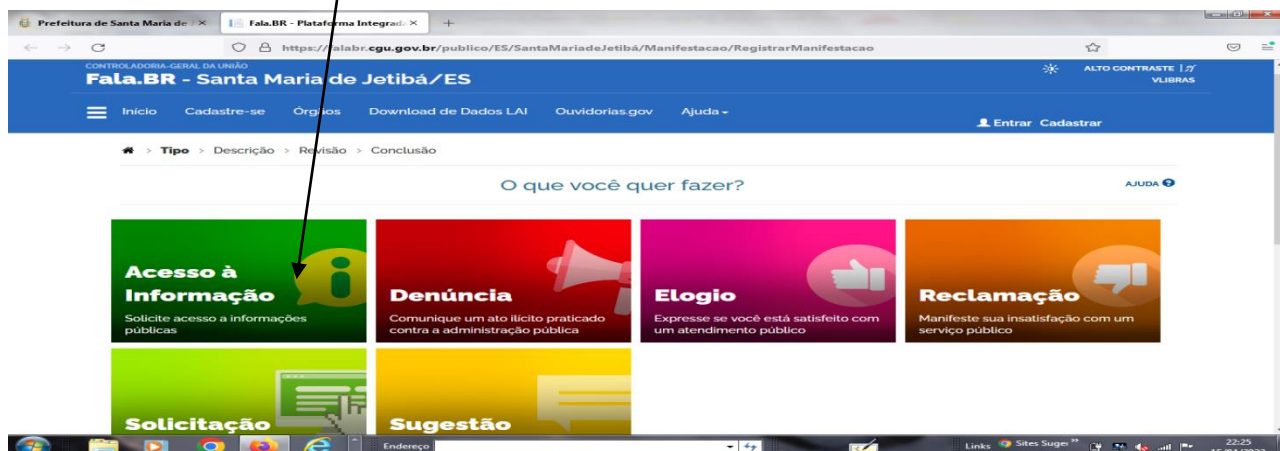 Prefeitura de Santa Maria de J ×
Fala.BR - Plataforma Integrada ×
https://falabr.cgu.gov.br/publico/ES/SantaMariadeJetibá/Manifestacao/RegistrarManifestacao
CONTROLADORIA-GERAL DA UNIÃO
Fala.BR - Santa Maria de Jetibá/ES
ALTO CONTRASTE |
VLIBRAS
Início Cadastre-se Órgãos Download de Dados LAI Ouvidorias.gov Ajuda
Entrar Cadastrar
> Tipo > Descrição > Revisão > Conclusão
O que você quer fazer?
AJUDA
Acesso à
Informação
Solicite acesso a informações
públicas
Denúncia
Comunique um ato ilícito praticado
contra a administração pública
Elogio
Expresse se você está satisfeito com
um atendimento público
Reclamação
Manifeste sua insatisfação com um
serviço público
Solicitação
Sugestão
Endereço
Links Sites Suger »
22:25